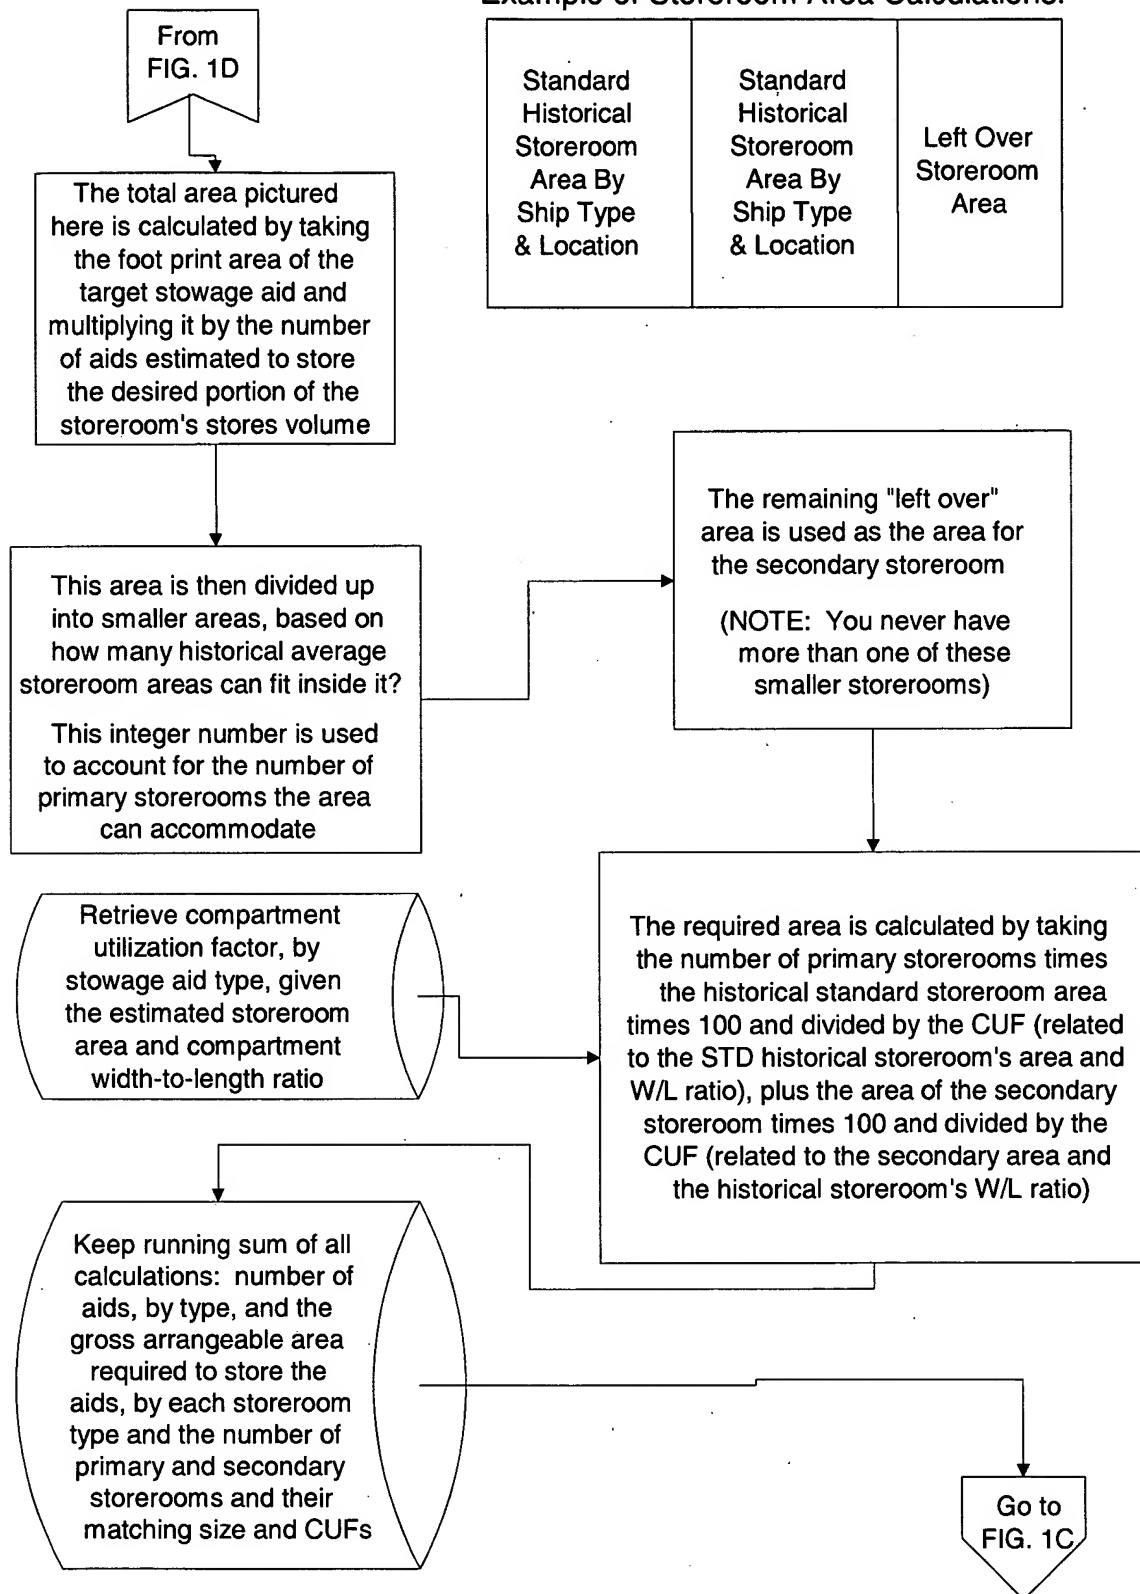 Example of Storeroom Area Calculations:
From
FIG. 1D
Standard
Historical
Storeroom
Area By
Ship Type
& Location
Standard
Historical
Storeroom
Area By
Ship Type
& Location
Left Over
Storeroom
Area
The total area pictured
here is calculated by taking
the foot print area of the
target stowage aid and
multiplying it by the number
of aids estimated to store
the desired portion of the
storeroom's stores volume
This area is then divided up
into smaller areas, based on
how many historical average
storeroom areas can fit inside it?
This integer number is used
to account for the number of
primary storerooms the area
can accommodate
The remaining "left over"
area is used as the area for
the secondary storeroom
(NOTE: You never have
more than one of these
smaller storerooms)
Retrieve compartment
utilization factor, by
stowage aid type, given
the estimated storeroom
area and compartment
width-to-length ratio
The required area is calculated by taking
the number of primary storerooms times
the historical standard storeroom area
times 100 and divided by the CUF (related
to the STD historical storeroom's area and
W/L ratio), plus the area of the secondary
storeroom times 100 and divided by the
CUF (related to the secondary area and
the historical storeroom's W/L ratio)
Keep running sum of all
calculations: number of
aids, by type, and the
gross arrangeable area
required to store the
aids, by each storeroom
type and the number of
primary and secondary
storerooms and their
matching size and CUFs
Go to
FIG. 1C